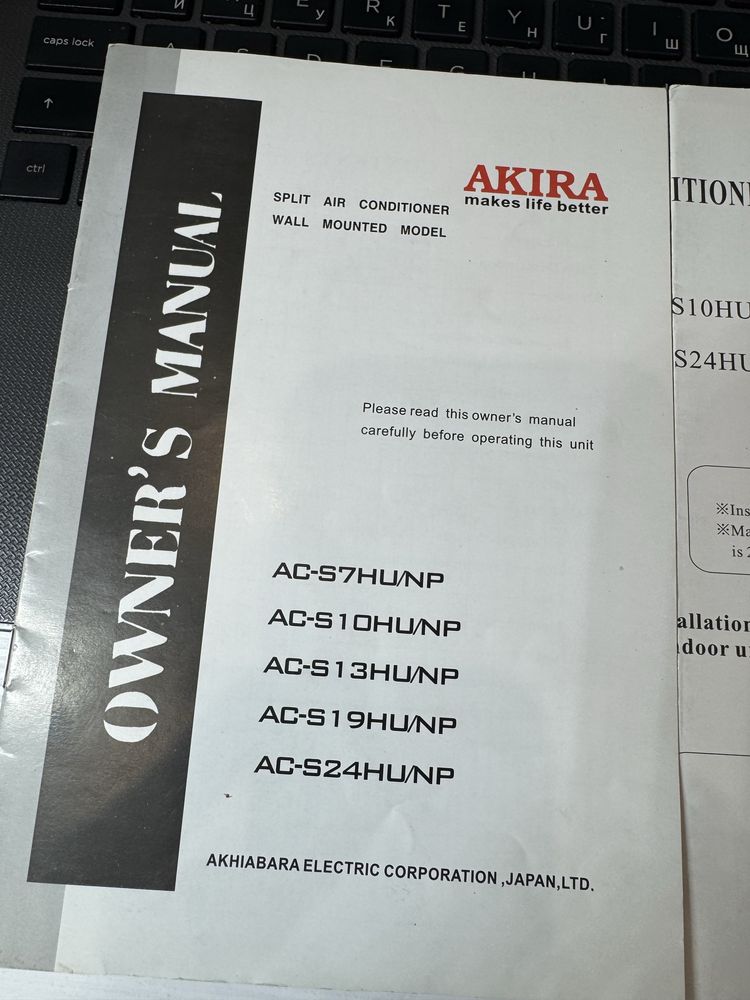 caps lock
ctrl
И
Ц
У
R
К
T
Е
Y
Н
U
Г
I
Ш
O
Щ
OWNER'S MANUAL
SPLIT AIR CONDITIONER
WALL MOUNTED MODEL
AKIRA
makes life better
Please read this owner's manual
carefully before operating this unit
AC-S7HU/NP
AC-S10HU/NP
AC-S13HU/NP
AC-S19HU/NP
AC-S24HU/NP
AKHIABARA ELECTRIC CORPORATION ,JAPAN,LTD.
ITION
S10HU
S24HU
※Ins
※Ma
is 2
allation
door u